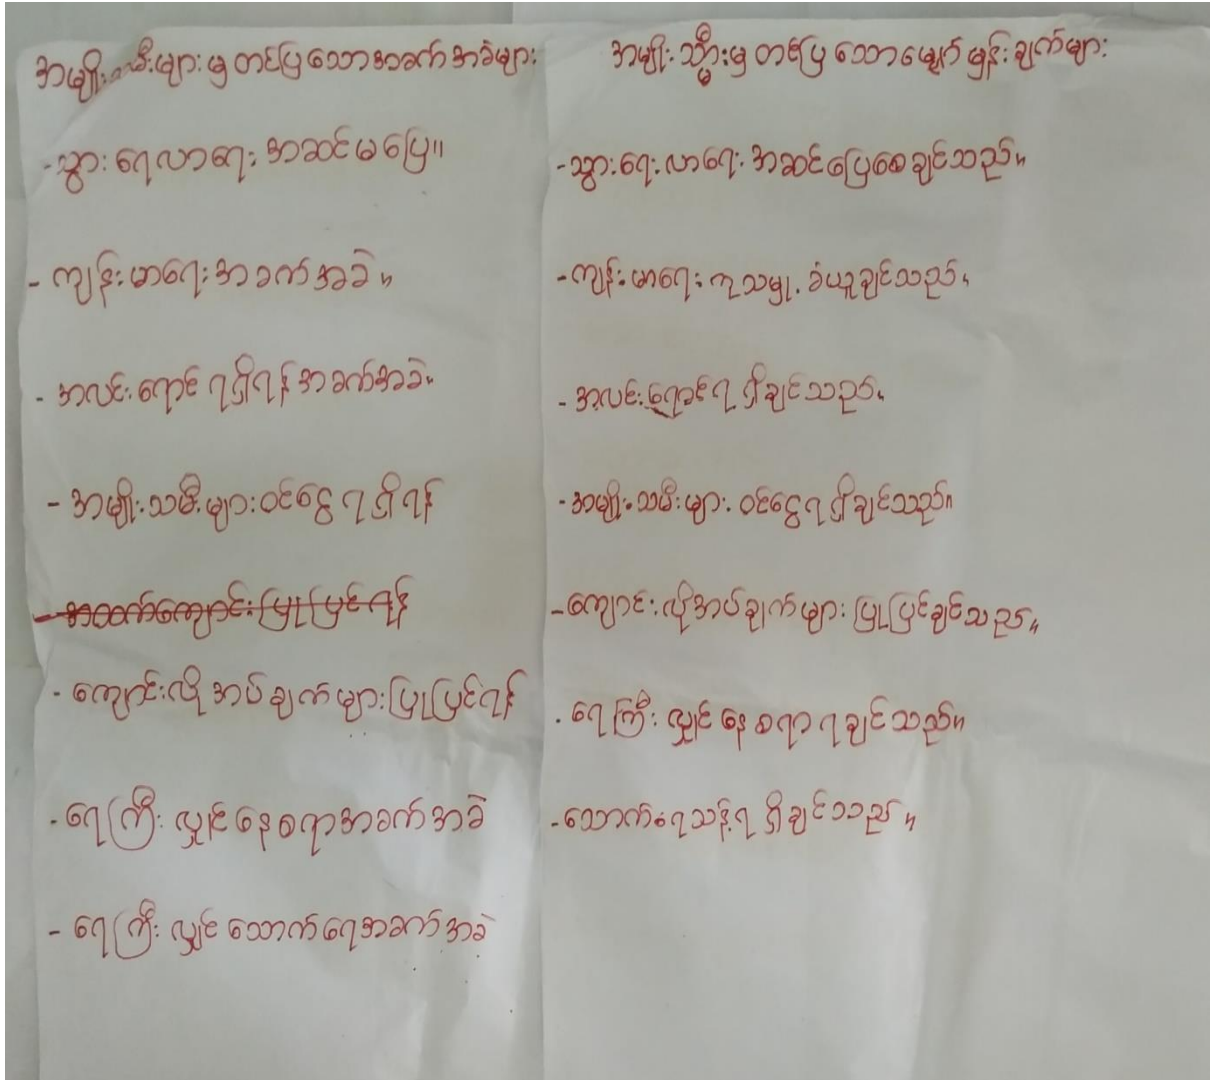 အမျိုးသမီးများမှ တင်ပြသောအခက်အခဲများ
-သွားရေလာရေး အဆင်မပြေ။
- ကျန်းမာရေးအခက်အခဲ။
- အလင်းရောင် ရရှိရန် အခက်အခဲ။
- အမျိုးသမီးများဝင်ငွေရရှိရန်
အထက်ကျောင်းပြုပြင်ရန်
- ကျောင်းလိုအပ်ချက်များပြုပြင်ရန်
- ရေကြီးလျှင် နေစရာအခက်အခဲ
- ရေကြီးလျှင် သောက်ရေအခက်အခဲ
အမျိုးသ္မီးမှ တင်ပြသောမျှော်မှန်းချက်များ
-သွားရေးလာရေး အဆင်ပြေစေချင်သည်။
-ကျန်းမာရေး ကုသမှု ခံယူချင်သည်။
- အလင်းရောင်ရရှိချင်သည်။
- အမျိုးသမီးများ ဝင်ငွေရရှိချင်သည်။
-ကျောင်းလိုအပ်ချက်များ ပြုပြင်ချင်သည်။
- ရေကြီးလျှင် နေစရာရချင်သည်။
-သောက်ရေသန့်ရရှိချင်သည်။